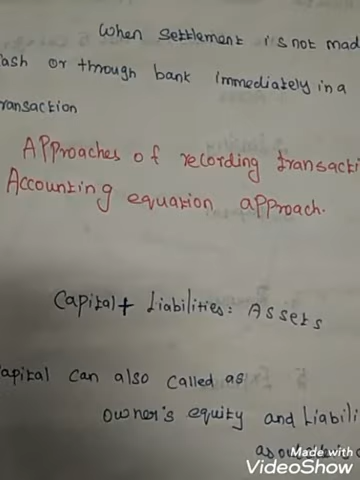 When settlement is not mad
ash or through bank immediately in a
ransaction
Approaches of recording transacti
Accounting equation approach.
Capital + Liabilities: Assets
apital can also called as
owner's equity and Liabili
Made with
VideoShow